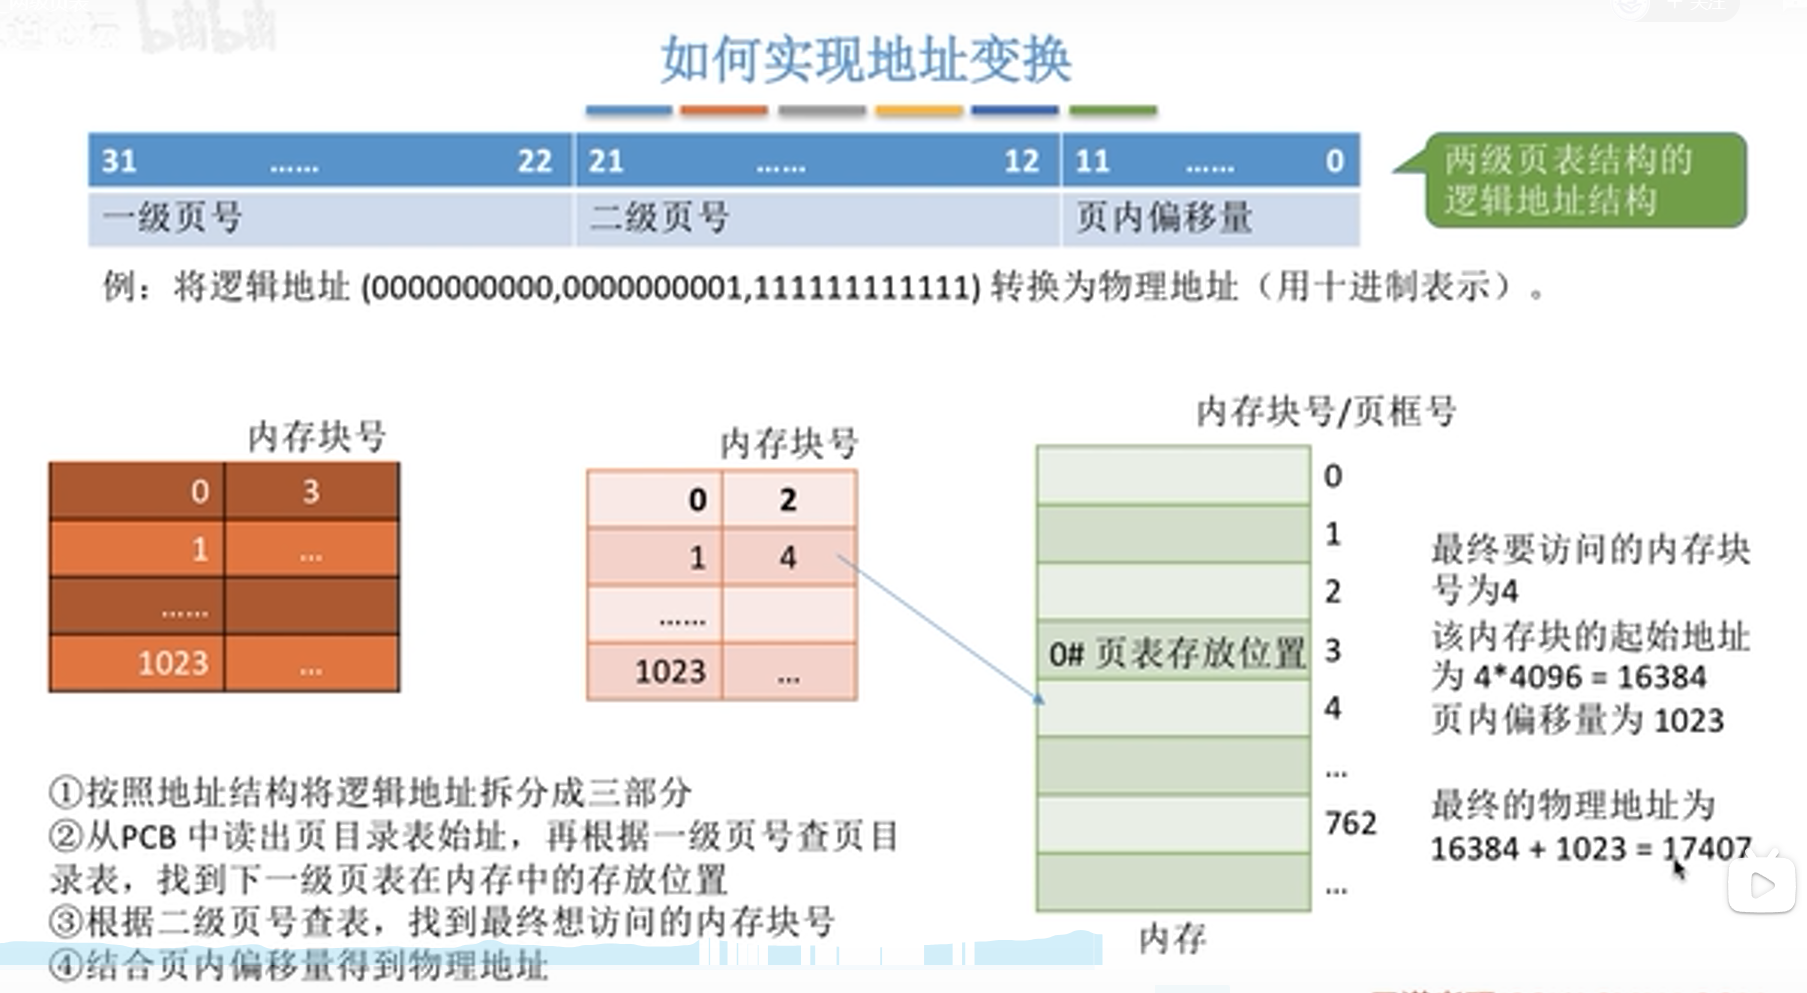 bilibili
如何实现地址变换
31 …… 22 21 …… 12 11 …… 0
一级页号 二级页号 页内偏移量
两级页表结构的
逻辑地址结构
例：将逻辑地址 (0000000000,0000000001,111111111111) 转换为物理地址（用十进制表示）。
内存块号
0 3
1 ...
……
1023 ...
内存块号
0 2
1 4
……
1023 ...
内存块号/页框号
0
1
2
0# 页表存放位置 3
4
...
762
...
内存
最终要访问的内存块
号为4
该内存块的起始地址
为 4*4096 = 16384
页内偏移量为 1023
最终的物理地址为
16384 + 1023 = 17407
①按照地址结构将逻辑地址拆分成三部分
②从PCB 中读出页目录表始址，再根据一级页号查页目
录表，找到下一级页表在内存中的存放位置
③根据二级页号查表，找到最终想访问的内存块号
④结合页内偏移量得到物理地址